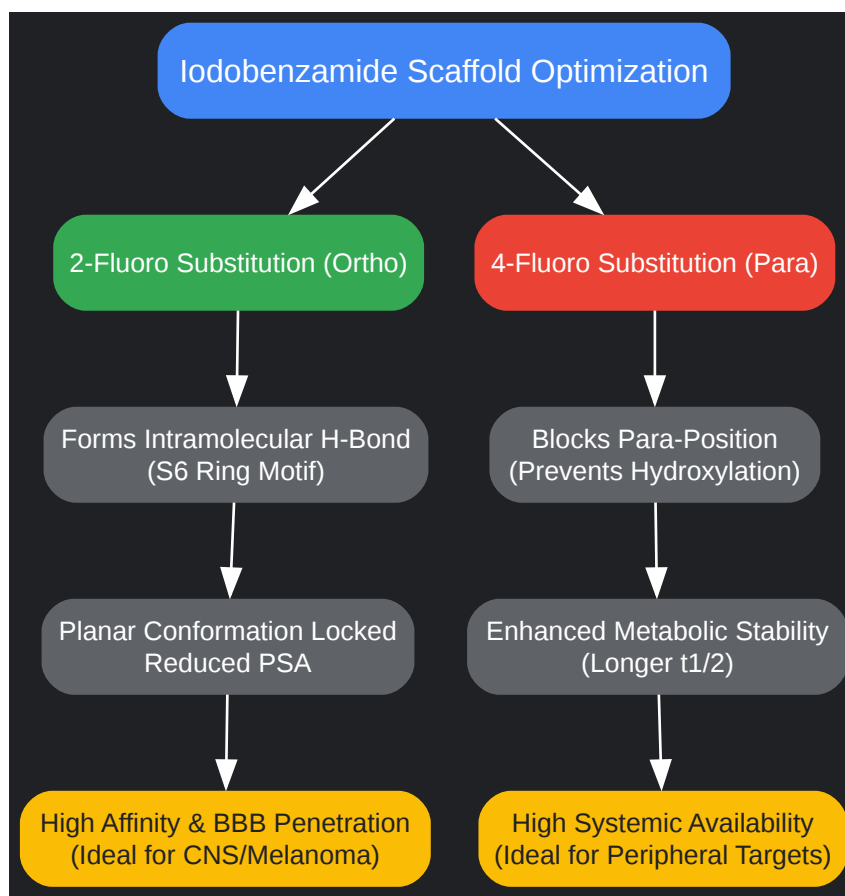 Iodobenzamide Scaffold Optimization
2-Fluoro Substitution (Ortho)
4-Fluoro Substitution (Para)
Forms Intramolecular H-Bond
(S6 Ring Motif)
Blocks Para-Position
(Prevents Hydroxylation)
Planar Conformation Locked
Reduced PSA
Enhanced Metabolic Stability
(Longer t1/2)
High Affinity & BBB Penetration
(Ideal for CNS/Melanoma)
High Systemic Availability
(Ideal for Peripheral Targets)